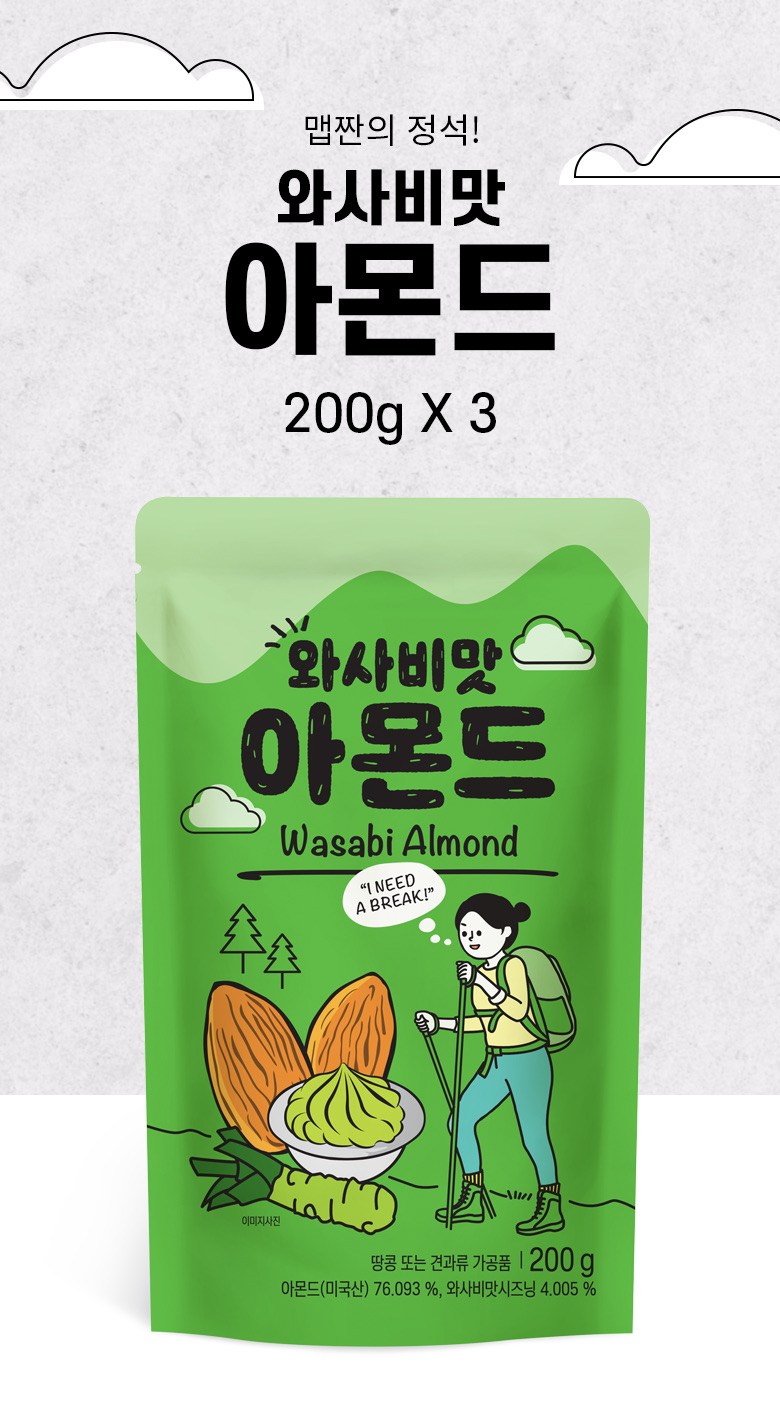 맵짠의 정석!
와사비맛
아몬드
200g X 3
와사비맛
아몬드
Wasabi Almond
“I NEED
A BREAK!”
이미지사진
땅콩 또는 견과류 가공품 | 200 g
아몬드(미국산) 76.093 %, 와사비맛시즈닝 4.005 %